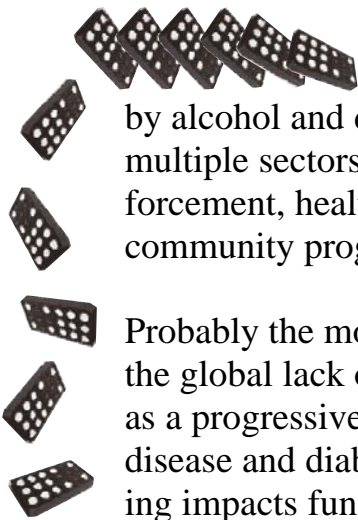 by alcohol and
multiple sectors
forcement, healt
community prog
Probably the mo
the global lack
as a progressive
disease and diab
ing impacts fun